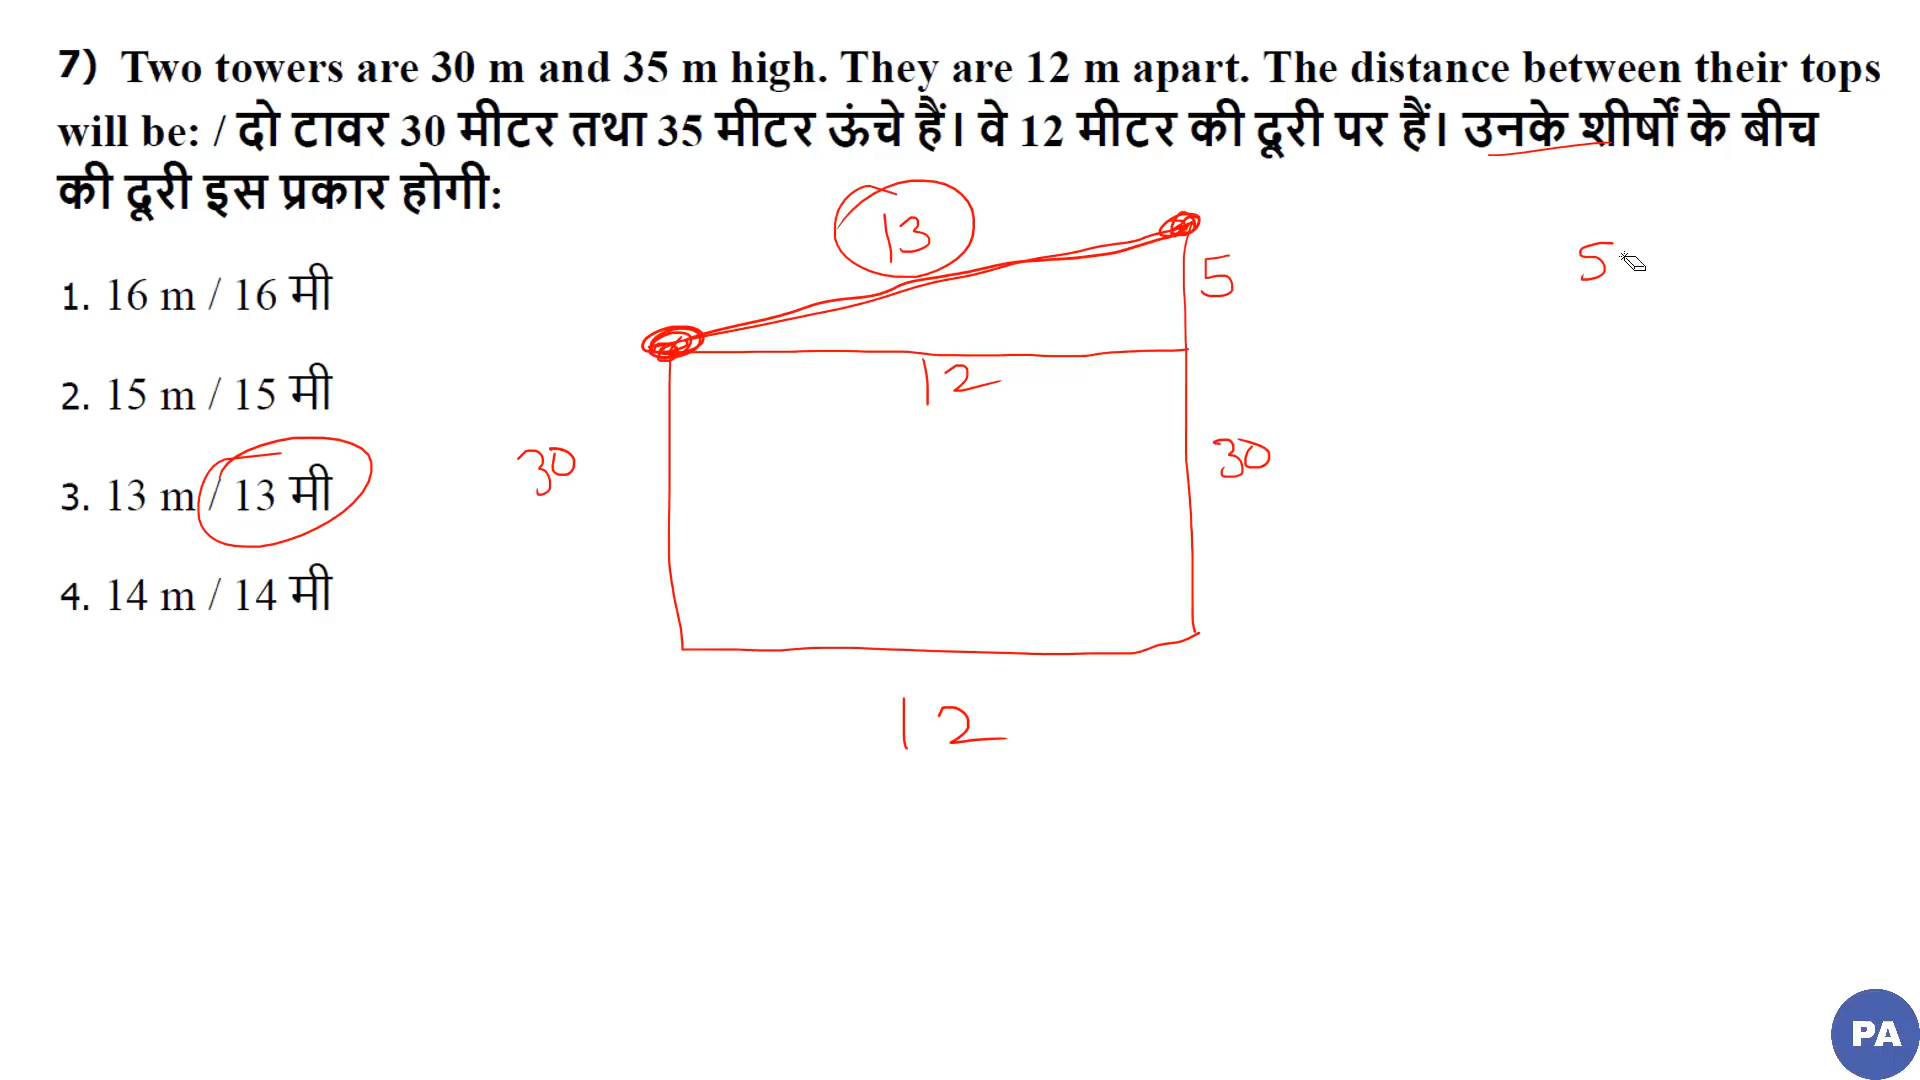 7) Two towers are 30 m and 35 m high. They are 12 m apart. The distance between their tops
will be: / दो टावर 30 मीटर तथा 35 मीटर ऊंचे हैं। वे 12 मीटर की दूरी पर हैं। उनके शीर्षों के बीच
की दूरी इस प्रकार होगी:
13
5
5
1. 16 m / 16 मी
12
2. 15 m / 15 मी
30
30
3. 13 m / 13 मी
4. 14 m / 14 मी
12
PA